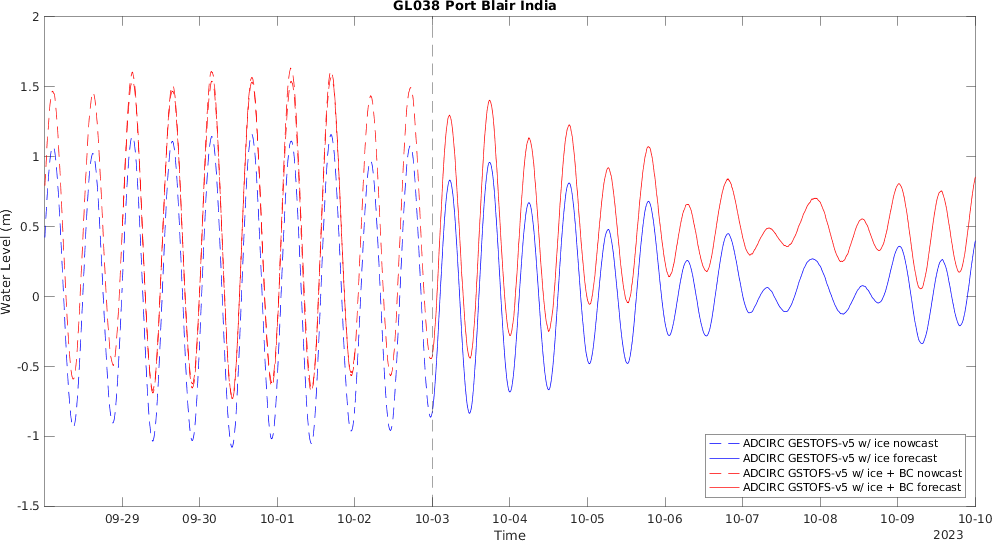 GL038 Port Blair India
2
1.5
1
0.5
0
-0.5
-1
-1.5
Water Level (m)
ADCIRC GESTOFS-v5 w/ ice nowcast
ADCIRC GESTOFS-v5 w/ ice forecast
ADCIRC GSTOFS-v5 w/ ice + BC nowcast
ADCIRC GSTOFS-v5 w/ ice + BC forecast
09-29 09-30 10-01 10-02 10-03 10-04 10-05 10-06 10-07 10-08 10-09 10-10
Time
2023